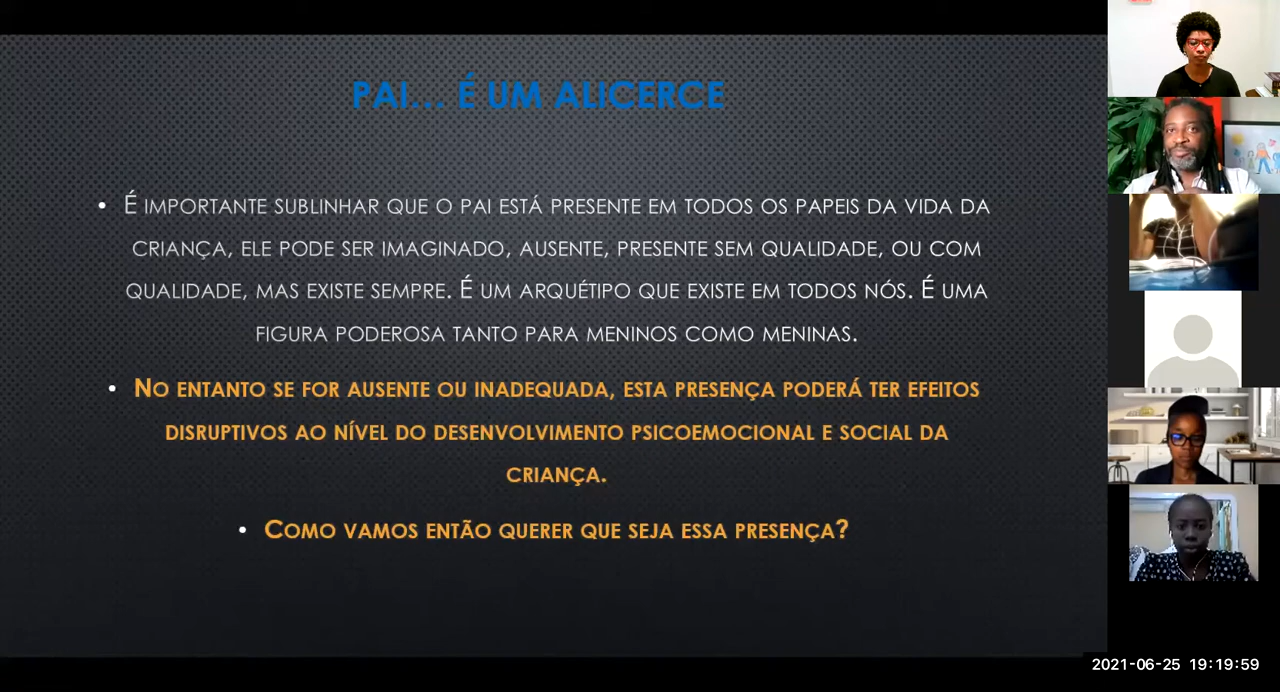 PAI... É UM ALICERCE
• É IMPORTANTE SUBLINHAR QUE O PAI ESTÁ PRESENTE EM TODOS OS PAPEIS DA VIDA DA
CRIANÇA, ELE PODE SER IMAGINADO, AUSENTE, PRESENTE SEM QUALIDADE, OU COM
QUALIDADE, MAS EXISTE SEMPRE. É UM ARQUÉTIPO QUE EXISTE EM TODOS NÓS. É UMA
FIGURA PODEROSA TANTO PARA MENINOS COMO MENINAS.
• NO ENTANTO SE FOR AUSENTE OU INADEQUADA, ESTA PRESENÇA PODERÁ TER EFEITOS
DISRUPTIVOS AO NÍVEL DO DESENVOLVIMENTO PSICOEMOCIONAL E SOCIAL DA
CRIANÇA.
• COMO VAMOS ENTÃO QUERER QUE SEJA ESSA PRESENÇA?
2021-06-25 19:19:59